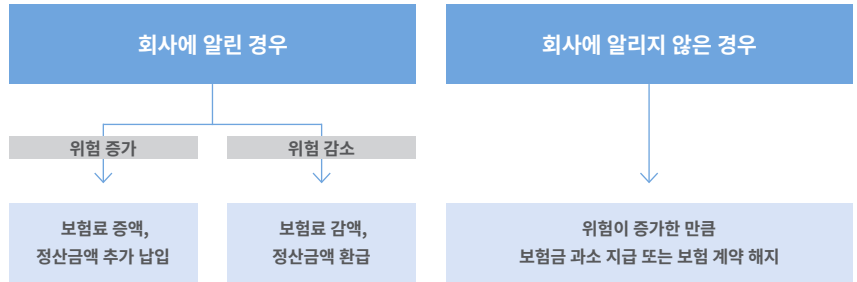 회사에 알린 경우
회사에 알리지 않은 경우
위험 증가
위험 감소
보험료 증액,
정산금액 추가 납입
보험료 감액,
정산금액 환급
위험이 증가한 만큼
보험금 과소 지급 또는 보험 계약 해지